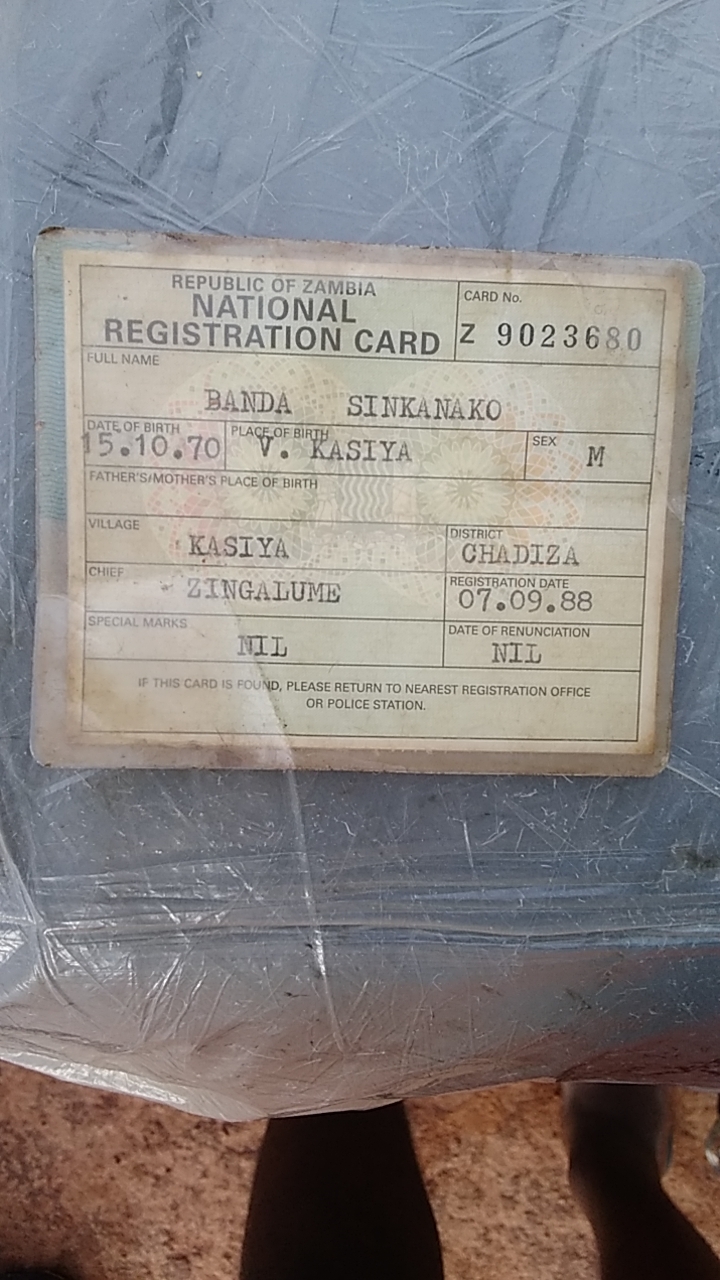 REPUBLIC OF ZAMBIA
NATIONAL
REGISTRATION CARD
CARD No.
Z 9023680
FULL NAME
BANDA SINKANAKO
DATE OF BIRTH
15.10.70
PLACE OF BIRTH
V. KASIYA
SEX
M
FATHER'S/MOTHER'S PLACE OF BIRTH
VILLAGE
KASIYA
DISTRICT
CHADIZA
CHIEF
ZINGALUME
REGISTRATION DATE
07.09.88
SPECIAL MARKS
NIL
DATE OF RENUNCIATION
NIL
IF THIS CARD IS FOUND, PLEASE RETURN TO NEAREST REGISTRATION OFFICE
OR POLICE STATION.